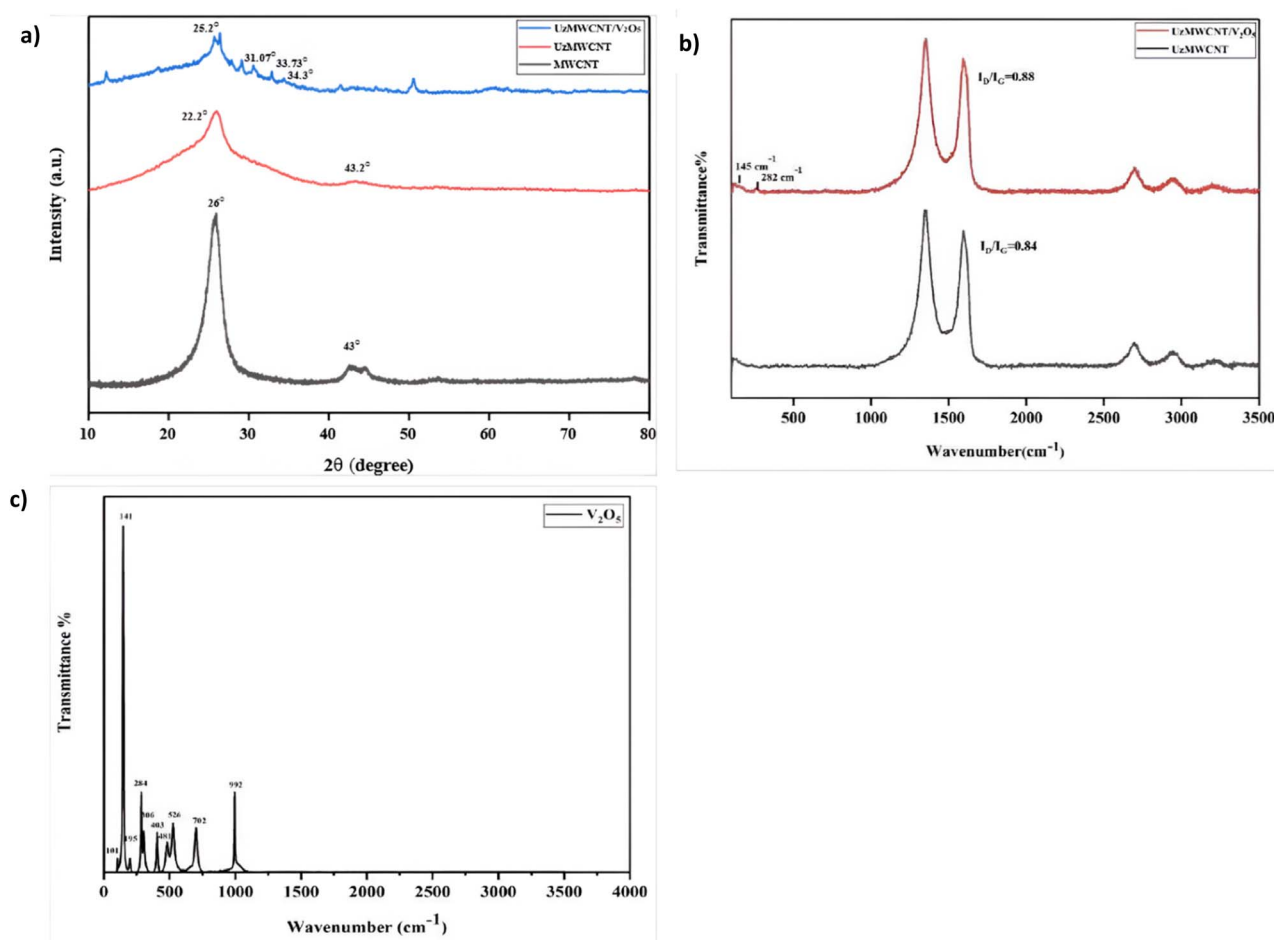 a)
25.2°
31.07°
33.73°
34.3°
UzMWCNT/V₂O₅
UzMWCNT
MWCNT
22.2°
43.2°
26°
43°
Intensity (a.u.)
10 20 30 40 50 60 70 80
2θ (degree)
b)
UzMWCNT/V₂O₅
UzMWCNT
I_D/I_G=0.88
145 cm⁻¹
282 cm⁻¹
I_D/I_G=0.84
Transmittance%
500 1000 1500 2000 2500 3000 3500
Wavenumber(cm⁻¹)
c)
V₂O₅
141
284
992
306
526
702
403
195
481
101
Transmittance %
0 500 1000 1500 2000 2500 3000 3500 4000
Wavenumber (cm⁻¹)